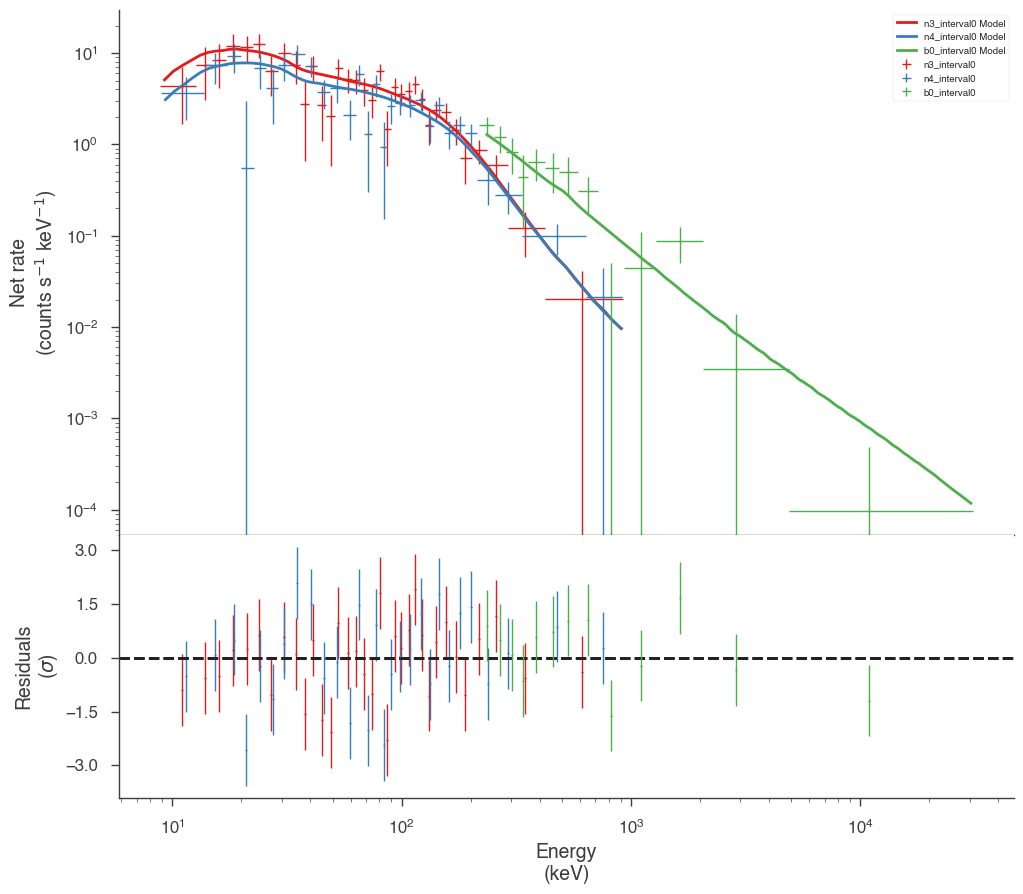 n3_interval0 Model
n4_interval0 Model
b0_interval0 Model
n3_interval0
n4_interval0
b0_interval0
10¹
10⁰
10⁻¹
10⁻²
10⁻³
10⁻⁴
Net rate
(counts s⁻¹ keV⁻¹)
3.0
1.5
0.0
−1.5
−3.0
Residuals
(σ)
10¹ 10² 10³ 10⁴
Energy
(keV)